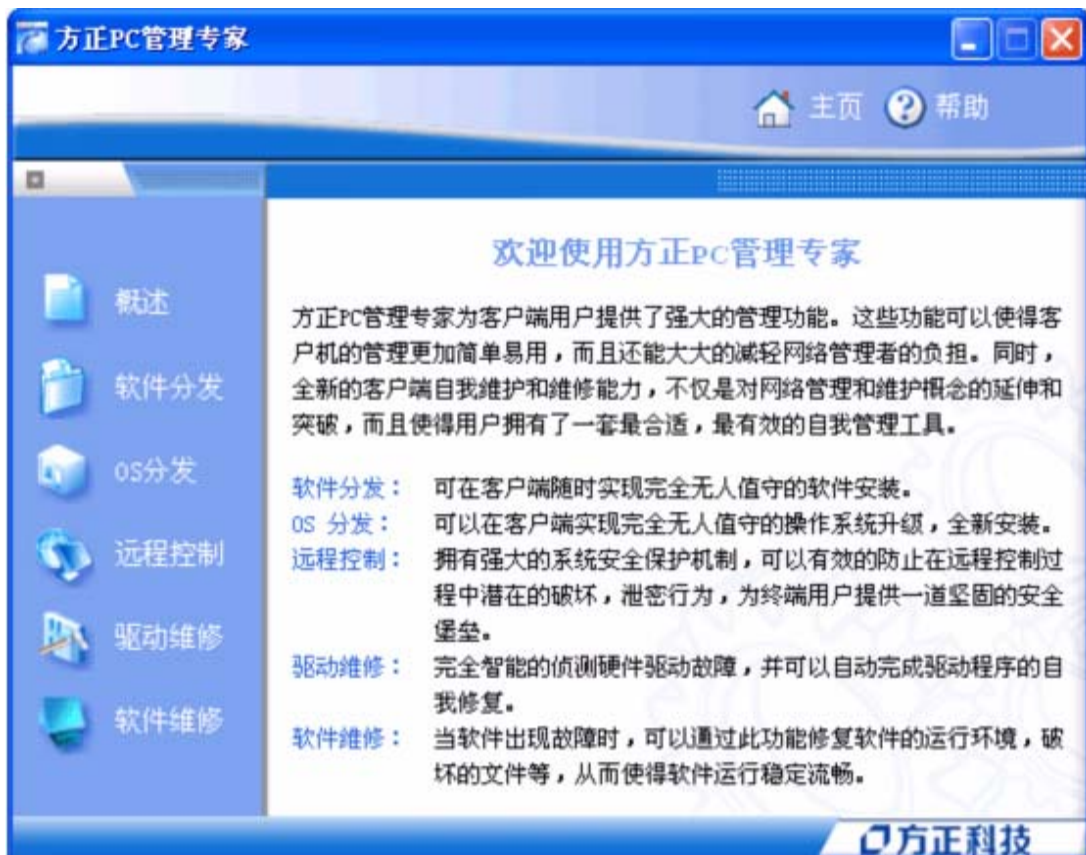 方正PC管理专家
主页 帮助
概述
软件分发
OS分发
远程控制
驱动维修
软件维修
欢迎使用方正PC管理专家
方正PC管理专家为客户端用户提供了强大的管理功能。这些功能可以使得客
户机的管理更加简单易用，而且还能大大的减轻网络管理者的负担。同时，
全新的客户端自我维护和维修能力，不仅是对网络管理和维护概念的延伸和
突破，而且使得用户拥有了一套最合适，最有效的自我管理工具。
软件分发： 可在客户端随时实现完全无人值守的软件安装。
OS 分发： 可以在客户端实现完全无人值守的操作系统升级，全新安装。
远程控制： 拥有强大的系统安全保护机制，可以有效的防止在远程控制过
程中潜在的破坏，泄密行为，为终端用户提供一道坚固的安全
堡垒。
驱动维修： 完全智能的侦测硬件驱动故障，并可以自动完成驱动程序的自
我修复。
软件维修： 当软件出现故障时，可以通过此功能修复软件的运行环境，破
坏的文件等，从而使得软件运行稳定流畅。
方正科技